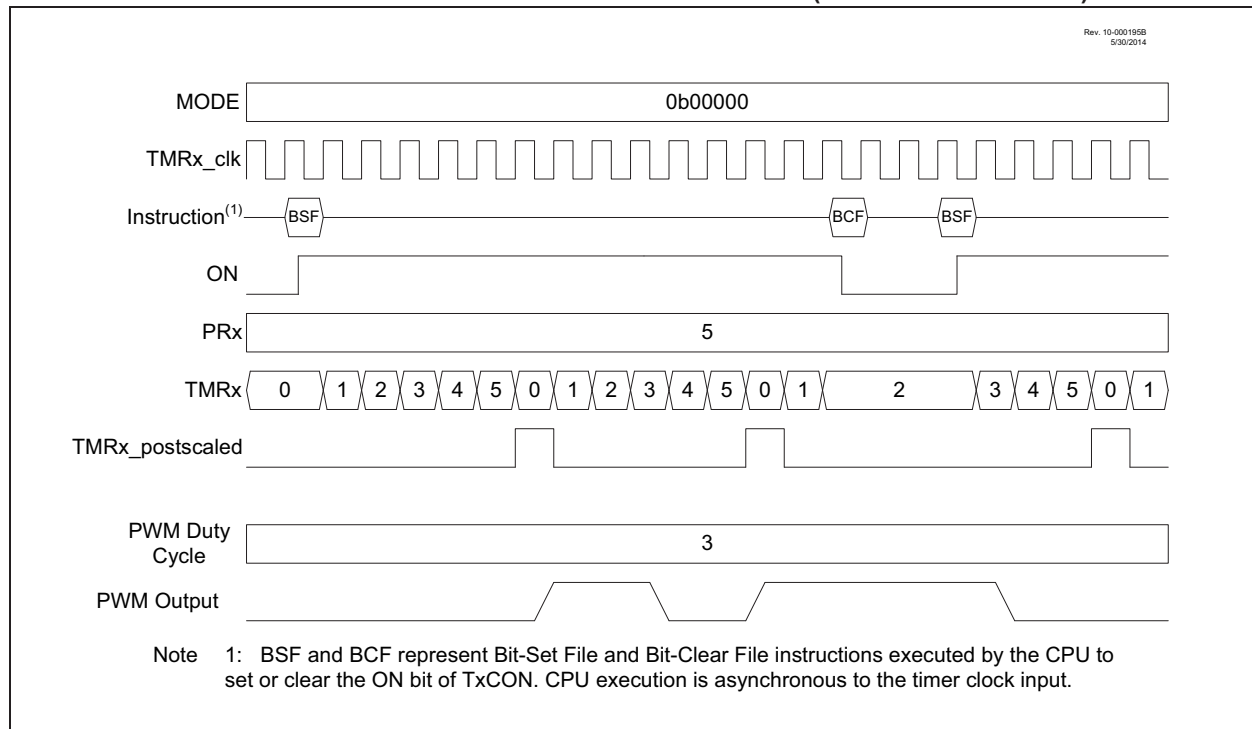 Rev. 10-000195B
5/30/2014
MODE 0b00000
TMRx_clk
Instruction(1) BSF BCF BSF
ON
PRx 5
TMRx 0 1 2 3 4 5 0 1 2 3 4 5 0 1 2 3 4 5 0 1
TMRx_postscaled
PWM Duty
Cycle 3
PWM Output
Note 1: BSF and BCF represent Bit-Set File and Bit-Clear File instructions executed by the CPU to
set or clear the ON bit of TxCON. CPU execution is asynchronous to the timer clock input.